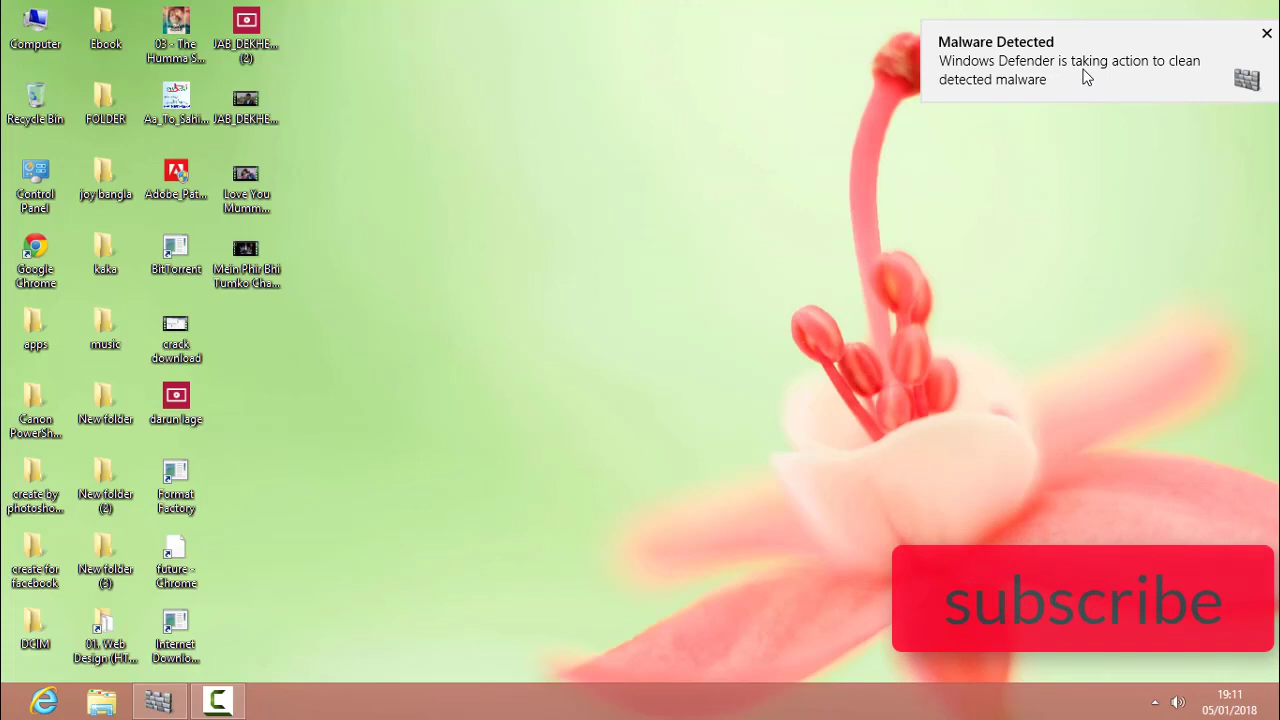 Computer
Ebook
03 - The
Humma S...
JAB_DEKHE...
(2)
Malware Detected
Windows Defender is taking action to clean
detected malware
Recycle Bin
FOLDER
Aa_To_Sahi...
JAB_DEKHE...
Control
Panel
joy bangla
Adobe_Pat...
Love You
Mumm...
Google
Chrome
kaka
BitTorrent
Mein Phir Bhi
Tumko Cha...
apps
music
crack
download
Canon
PowerSh...
New folder
darun lage
create by
photosho...
New folder
(2)
Format
Factory
create for
facebook
New folder
(3)
future -
Chrome
DCIM
01. Web
Design (HT...
Internet
Downlo...
subscribe
19:11
05/01/2018